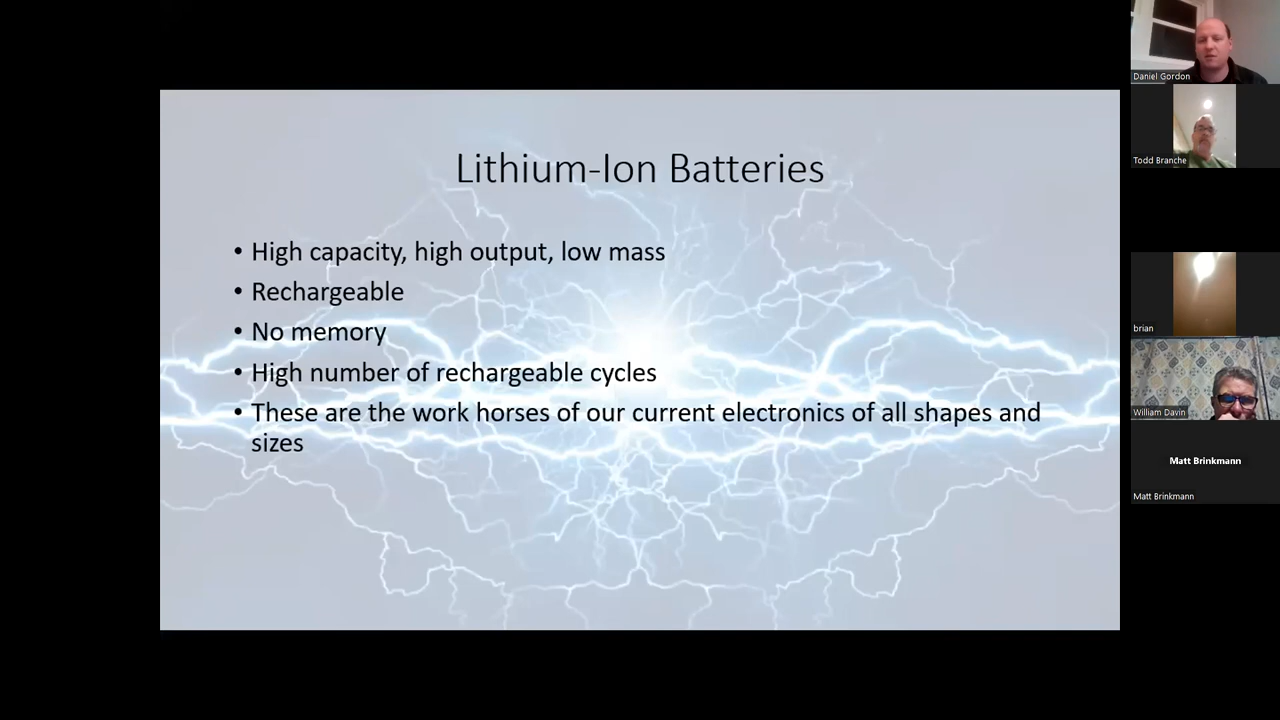 Lithium-Ion Batteries
• High capacity, high output, low mass
• Rechargeable
• No memory
• High number of rechargeable cycles
• These are the work horses of our current electronics of all shapes and
sizes
Daniel Gordon
Todd Branche
brian
William Davin
Matt Brinkmann
Matt Brinkmann